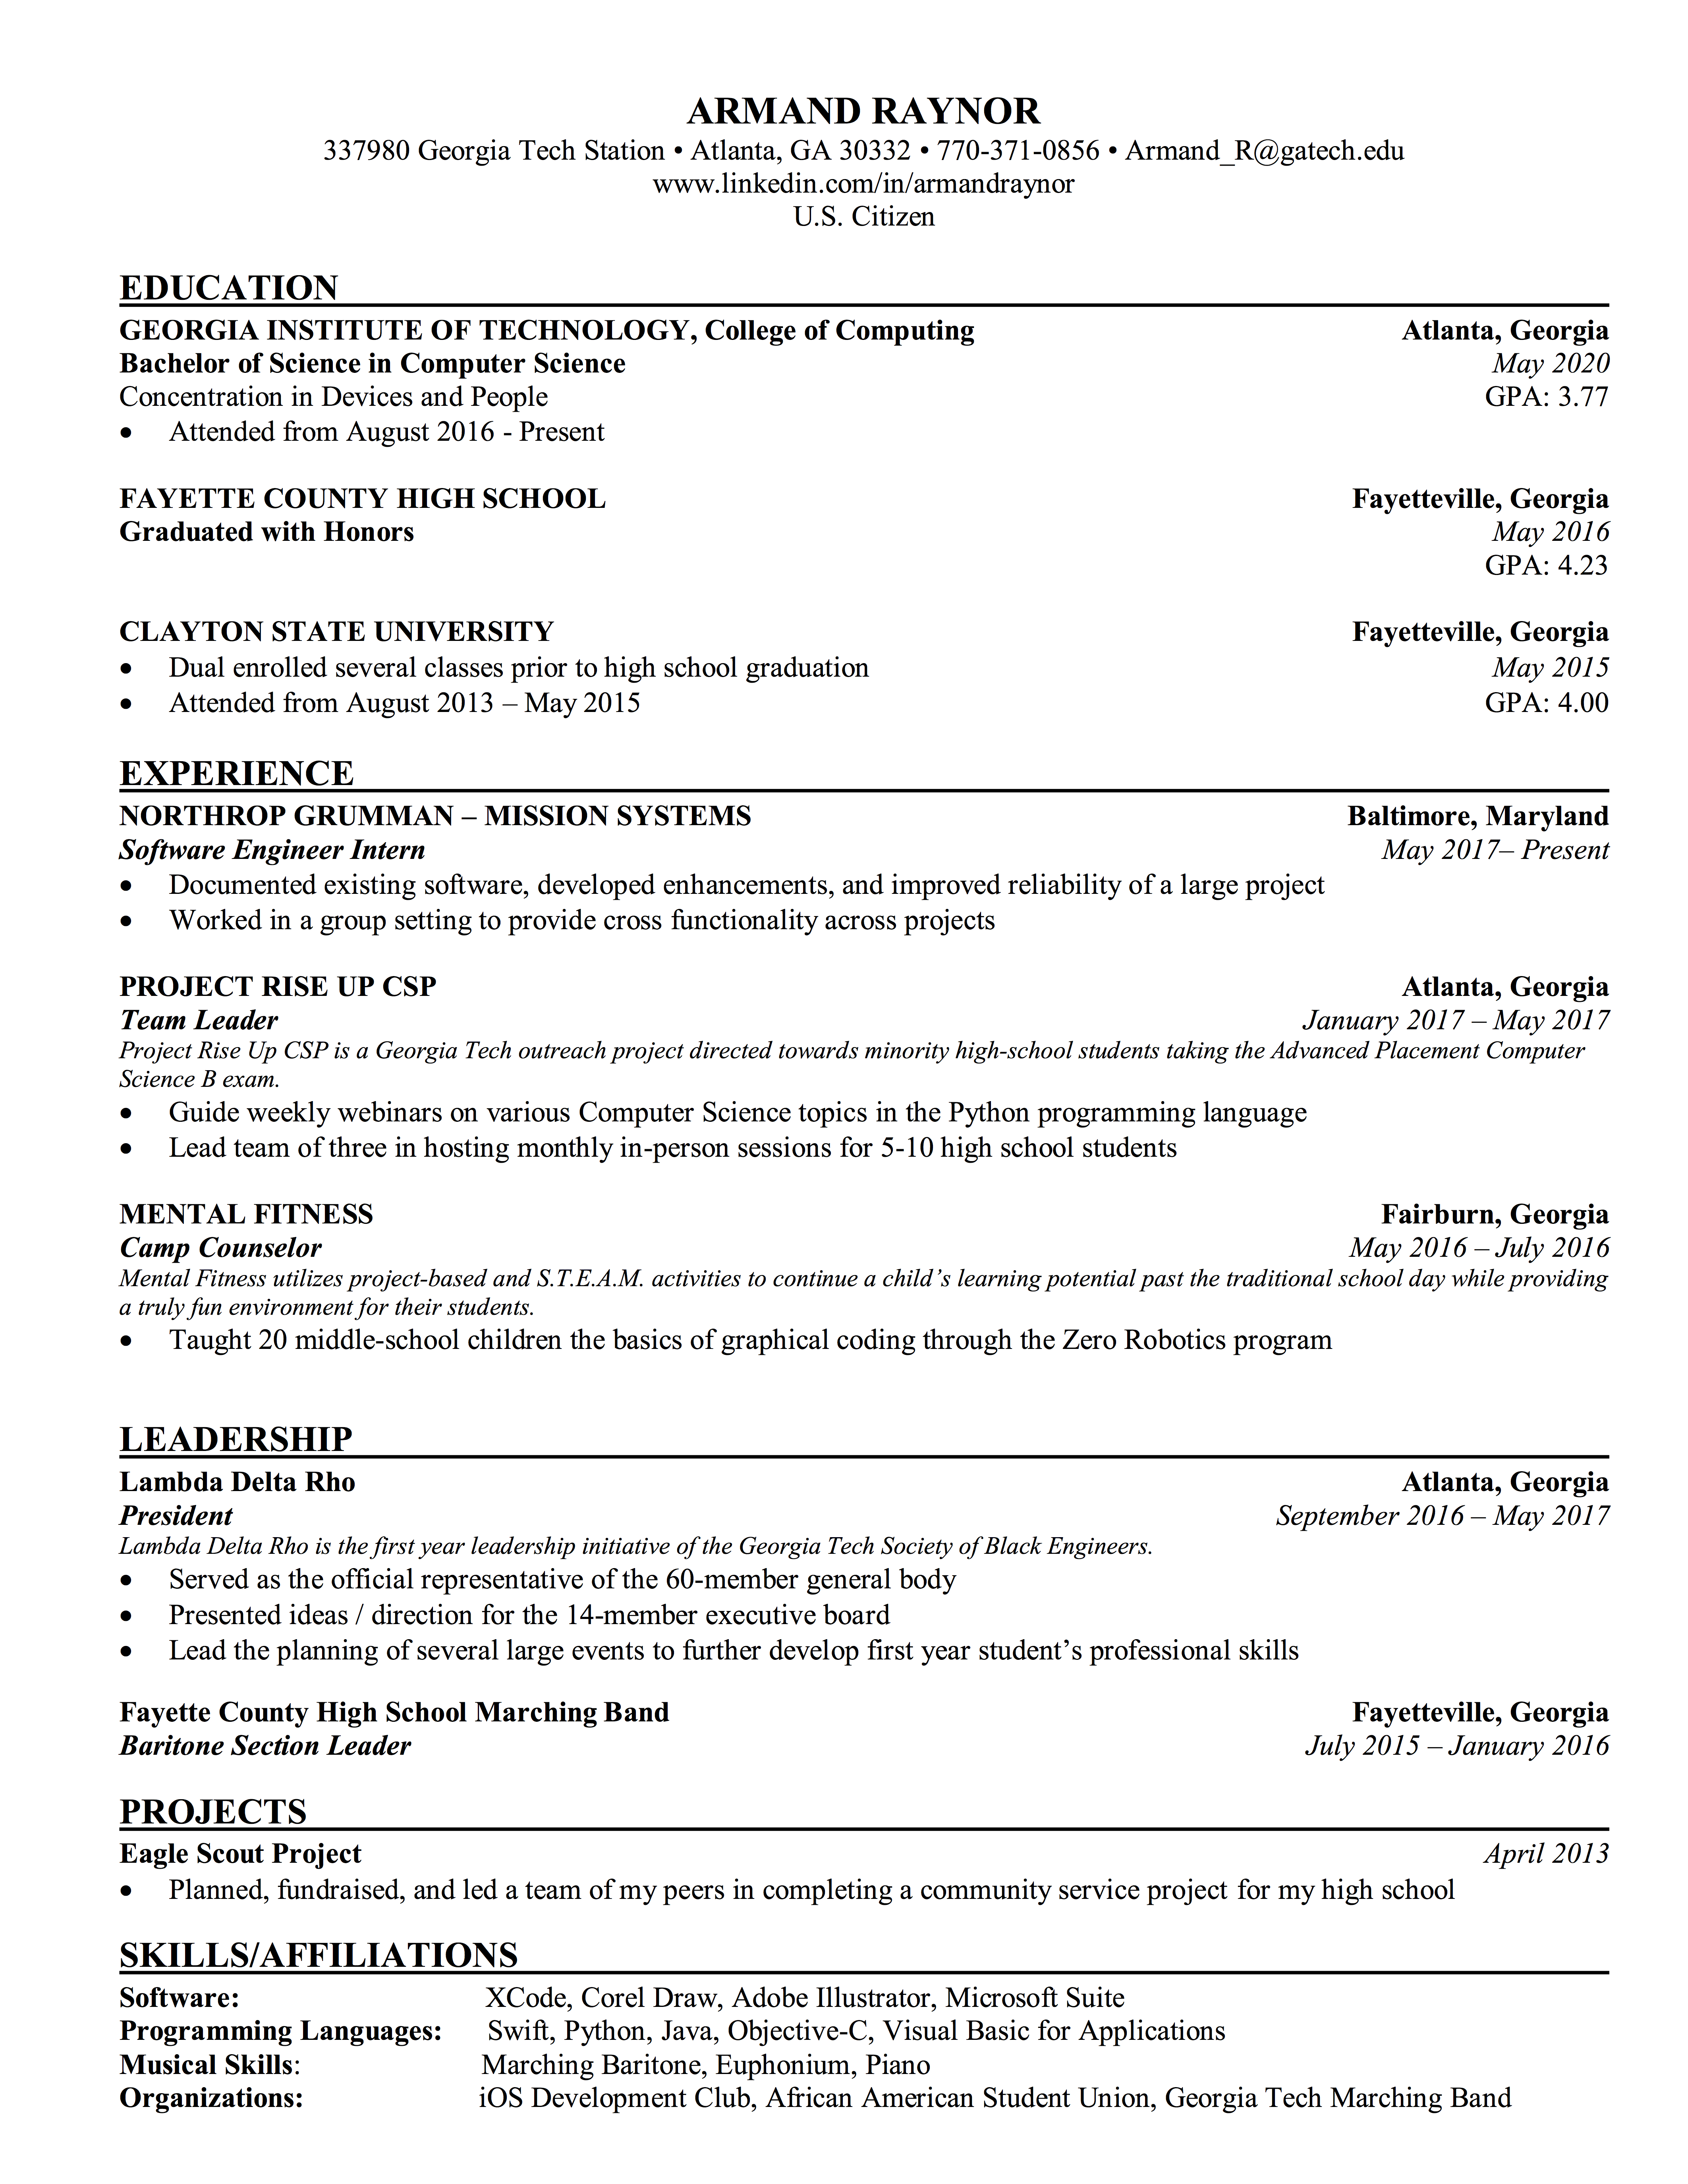 ARMAND RAYNOR
337980 Georgia Tech Station • Atlanta, GA 30332 • 770-371-0856 • Armand_R@gatech.edu
www.linkedin.com/in/armandraynor
U.S. Citizen
EDUCATION
GEORGIA INSTITUTE OF TECHNOLOGY, College of Computing Atlanta, Georgia
Bachelor of Science in Computer Science May 2020
Concentration in Devices and People GPA: 3.77
• Attended from August 2016 - Present
FAYETTE COUNTY HIGH SCHOOL Fayetteville, Georgia
Graduated with Honors May 2016
GPA: 4.23
CLAYTON STATE UNIVERSITY Fayetteville, Georgia
• Dual enrolled several classes prior to high school graduation May 2015
• Attended from August 2013 – May 2015 GPA: 4.00
EXPERIENCE
NORTHROP GRUMMAN – MISSION SYSTEMS Baltimore, Maryland
Software Engineer Intern May 2017– Present
• Documented existing software, developed enhancements, and improved reliability of a large project
• Worked in a group setting to provide cross functionality across projects
PROJECT RISE UP CSP Atlanta, Georgia
Team Leader January 2017 – May 2017
Project Rise Up CSP is a Georgia Tech outreach project directed towards minority high-school students taking the Advanced Placement Computer
Science B exam.
• Guide weekly webinars on various Computer Science topics in the Python programming language
• Lead team of three in hosting monthly in-person sessions for 5-10 high school students
MENTAL FITNESS Fairburn, Georgia
Camp Counselor May 2016 – July 2016
Mental Fitness utilizes project-based and S.T.E.A.M. activities to continue a child’s learning potential past the traditional school day while providing
a truly fun environment for their students.
• Taught 20 middle-school children the basics of graphical coding through the Zero Robotics program
LEADERSHIP
Lambda Delta Rho Atlanta, Georgia
President September 2016 – May 2017
Lambda Delta Rho is the first year leadership initiative of the Georgia Tech Society of Black Engineers.
• Served as the official representative of the 60-member general body
• Presented ideas / direction for the 14-member executive board
• Lead the planning of several large events to further develop first year student’s professional skills
Fayette County High School Marching Band Fayetteville, Georgia
Baritone Section Leader July 2015 – January 2016
PROJECTS
Eagle Scout Project April 2013
• Planned, fundraised, and led a team of my peers in completing a community service project for my high school
SKILLS/AFFILIATIONS
Software: XCode, Corel Draw, Adobe Illustrator, Microsoft Suite
Programming Languages: Swift, Python, Java, Objective-C, Visual Basic for Applications
Musical Skills: Marching Baritone, Euphonium, Piano
Organizations: iOS Development Club, African American Student Union, Georgia Tech Marching Band